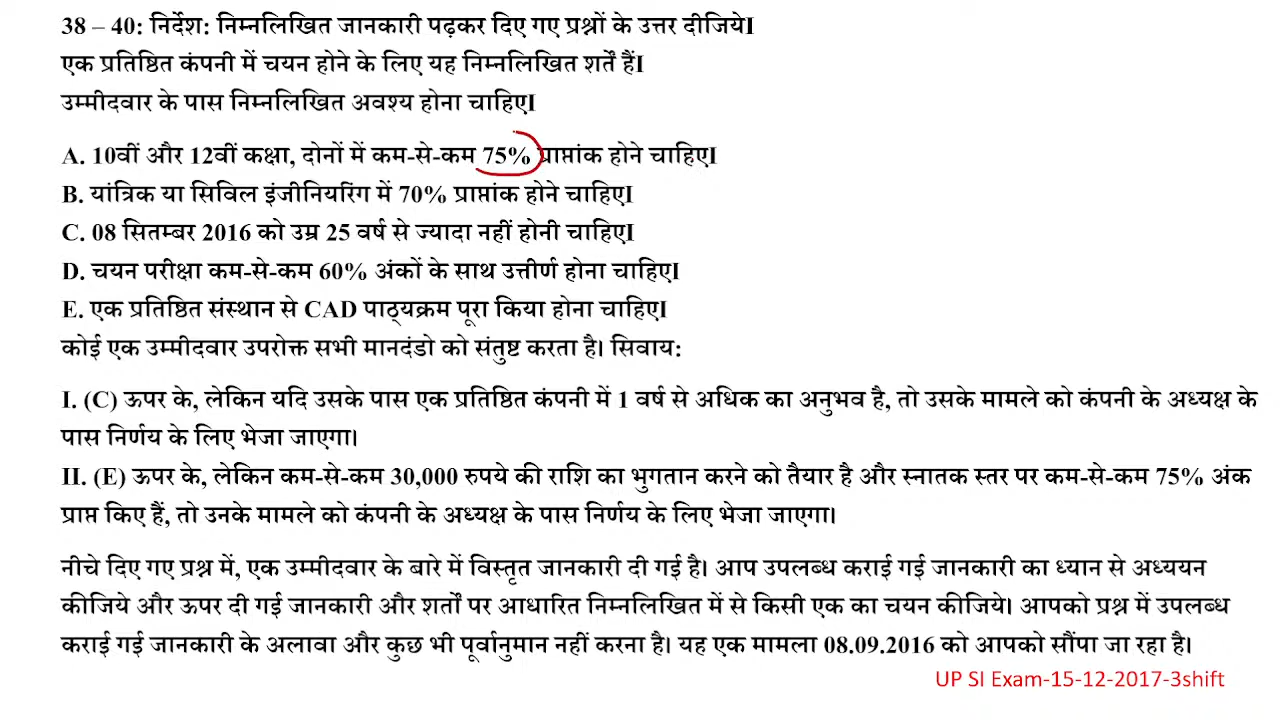 38 – 40: निर्देश: निम्नलिखित जानकारी पढ़कर दिए गए प्रश्नों के उत्तर दीजियेI
एक प्रतिष्ठित कंपनी में चयन होने के लिए यह निम्नलिखित शर्तें हैंI
उम्मीदवार के पास निम्नलिखित अवश्य होना चाहिएI
A. 10वीं और 12वीं कक्षा, दोनों में कम-से-कम 75% प्राप्तांक होने चाहिएI
B. यांत्रिक या सिविल इंजीनियरिंग में 70% प्राप्तांक होने चाहिएI
C. 08 सितम्बर 2016 को उम्र 25 वर्ष से ज्यादा नहीं होनी चाहिएI
D. चयन परीक्षा कम-से-कम 60% अंकों के साथ उत्तीर्ण होना चाहिएI
E. एक प्रतिष्ठित संस्थान से CAD पाठ्यक्रम पूरा किया होना चाहिएI
कोई एक उम्मीदवार उपरोक्त सभी मानदंडो को संतुष्ट करता है। सिवाय:
I. (C) ऊपर के, लेकिन यदि उसके पास एक प्रतिष्ठित कंपनी में 1 वर्ष से अधिक का अनुभव है, तो उसके मामले को कंपनी के अध्यक्ष के
पास निर्णय के लिए भेजा जाएगा।
II. (E) ऊपर के, लेकिन कम-से-कम 30,000 रुपये की राशि का भुगतान करने को तैयार है और स्नातक स्तर पर कम-से-कम 75% अंक
प्राप्त किए हैं, तो उनके मामले को कंपनी के अध्यक्ष के पास निर्णय के लिए भेजा जाएगा।
नीचे दिए गए प्रश्न में, एक उम्मीदवार के बारे में विस्तृत जानकारी दी गई है। आप उपलब्ध कराई गई जानकारी का ध्यान से अध्ययन
कीजिये और ऊपर दी गई जानकारी और शर्तों पर आधारित निम्नलिखित में से किसी एक का चयन कीजिये। आपको प्रश्न में उपलब्ध
कराई गई जानकारी के अलावा और कुछ भी पूर्वानुमान नहीं करना है। यह एक मामला 08.09.2016 को आपको सौंपा जा रहा है।
UP SI Exam-15-12-2017-3shift